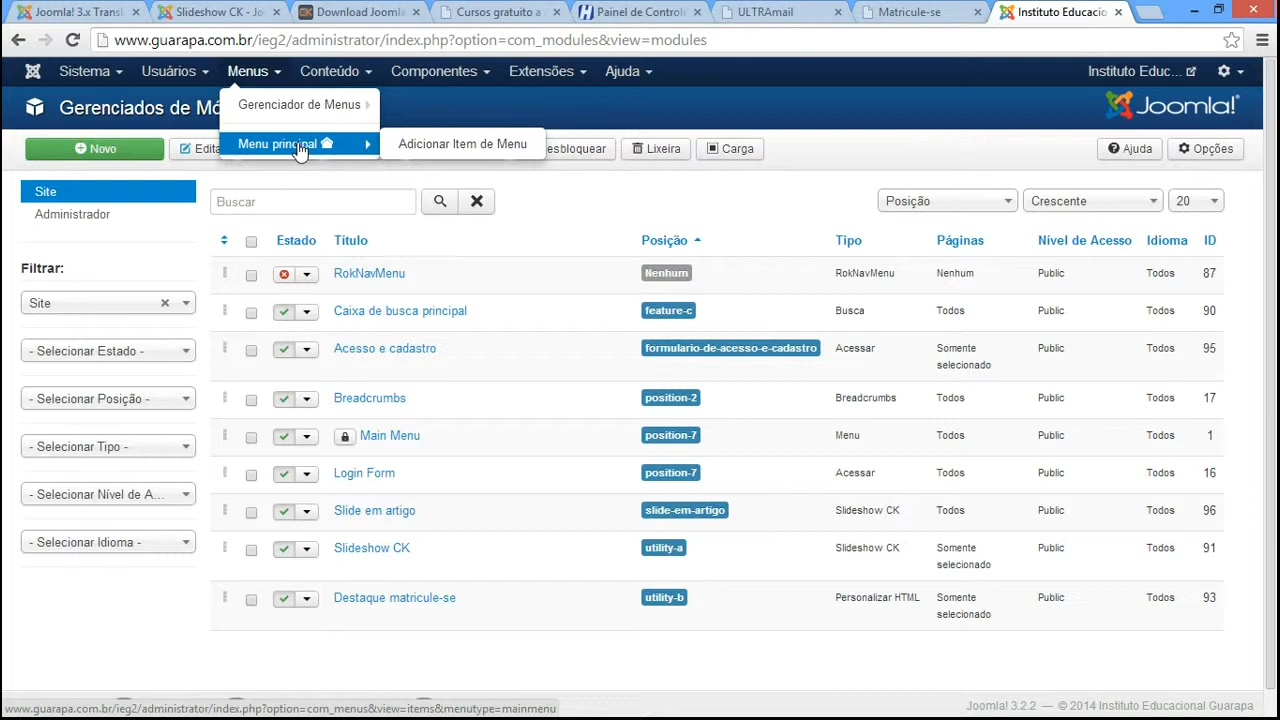 Joomla! 3.x Transl
Slideshow CK - Jo
Download Joomla
Cursos gratuito a
Painel de Control
ULTRAmail
Matricule-se
Instituto Educacio
www.guarapa.com.br/ieg2/administrator/index.php?option=com_modules&view=modules
Sistema Usuários Menus Conteúdo Componentes Extensões Ajuda Instituto Educ...
Gerenciados de Mó
Joomla!
Gerenciador de Menus
Menu principal
Adicionar Item de Menu
Novo Edita esbloquear Lixeira Carga Ajuda Opções
Site
Administrador
Filtrar:
Site
- Selecionar Estado -
- Selecionar Posição -
- Selecionar Tipo -
- Selecionar Nível de A...
- Selecionar Idioma -
Buscar Posição Crescente 20
Estado Título Posição Tipo Páginas Nível de Acesso Idioma ID
RokNavMenu Nenhum RokNavMenu Nenhum Public Todos 87
Caixa de busca principal feature-c Busca Todos Public Todos 90
Acesso e cadastro formulario-de-acesso-e-cadastro Acessar Somente selecionado Public Todos 95
Breadcrumbs position-2 Breadcrumbs Todos Public Todos 17
Main Menu position-7 Menu Todos Public Todos 1
Login Form position-7 Acessar Todos Public Todos 16
Slide em artigo slide-em-artigo Slideshow CK Todos Public Todos 96
Slideshow CK utility-a Slideshow CK Somente selecionado Public Todos 91
Destaque matricule-se utility-b Personalizar HTML Somente selecionado Public Todos 93
www.guarapa.com.br/ieg2/administrator/index.php?option=com_menus&view=items&menutype=mainmenu
Joomla! 3.2.2 — © 2014 Instituto Educacional Guarapa